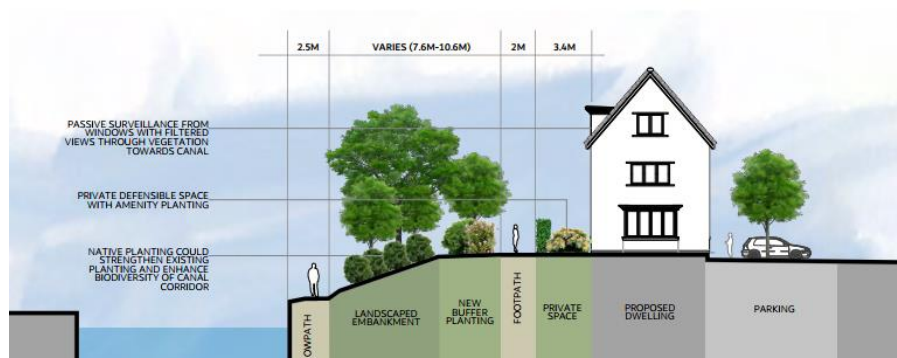 2.5M
VARIES (7.6M-10.6M)
2M
3.4M
PASSIVE SURVEILLANCE FROM
WINDOWS WITH FILTERED
VIEWS THROUGH VEGETATION
TOWARDS CANAL
PRIVATE DEFENSIBLE SPACE
WITH AMENITY PLANTING
NATIVE PLANTING COULD
STRENGTHEN EXISTING
PLANTING AND ENHANCE
BIODIVERSITY OF CANAL
CORRIDOR
OWPATH
LANDSCAPED
EMBANKMENT
NEW
BUFFER
PLANTING
FOOTPATH
PRIVATE
SPACE
PROPOSED
DWELLING
PARKING